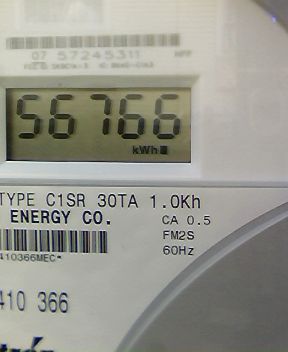 07 57245311 MFP
56766
kWh
TYPE C1SR 30TA 1.0Kh
ENERGY CO. CA 0.5
FM2S
410366MEC* 60Hz
410 366